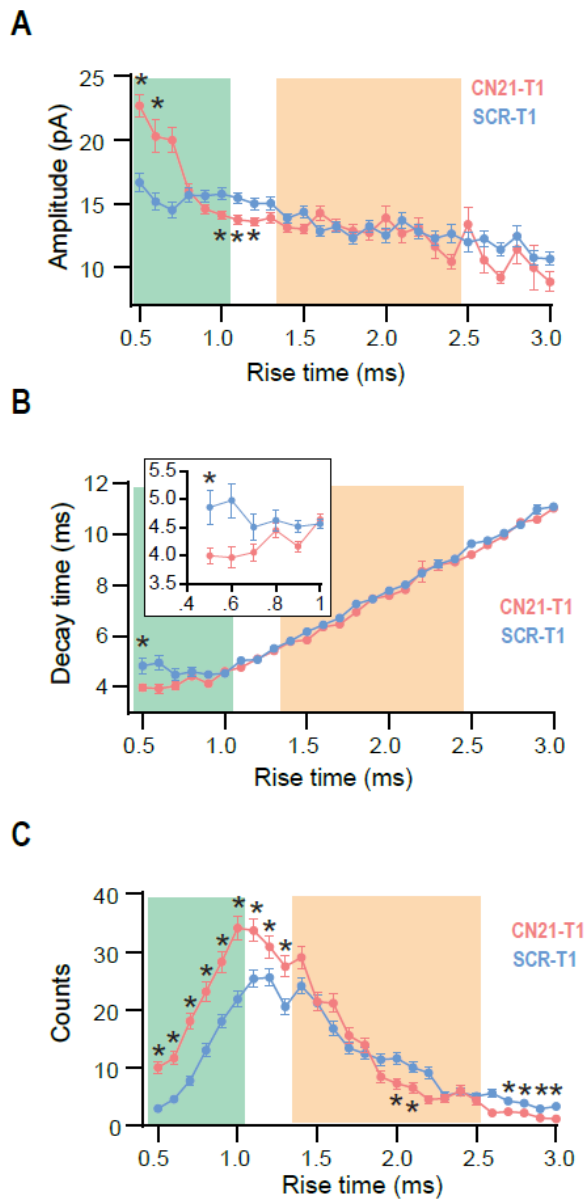 A
25
20
15
10
Amplitude (pA)
* *
***
CN21-T1
SCR-T1
0.5 1.0 1.5 2.0 2.5 3.0
Rise time (ms)
B
12
10
8
6
4
Decay time (ms)
5.5
5.0
4.5
4.0
3.5
*
.4 .6 .8 1
*
CN21-T1
SCR-T1
0.5 1.0 1.5 2.0 2.5 3.0
Rise time (ms)
C
40
30
20
10
0
Counts
* * * * * * * * *
* *
* * * *
CN21-T1
SCR-T1
0.5 1.0 1.5 2.0 2.5 3.0
Rise time (ms)